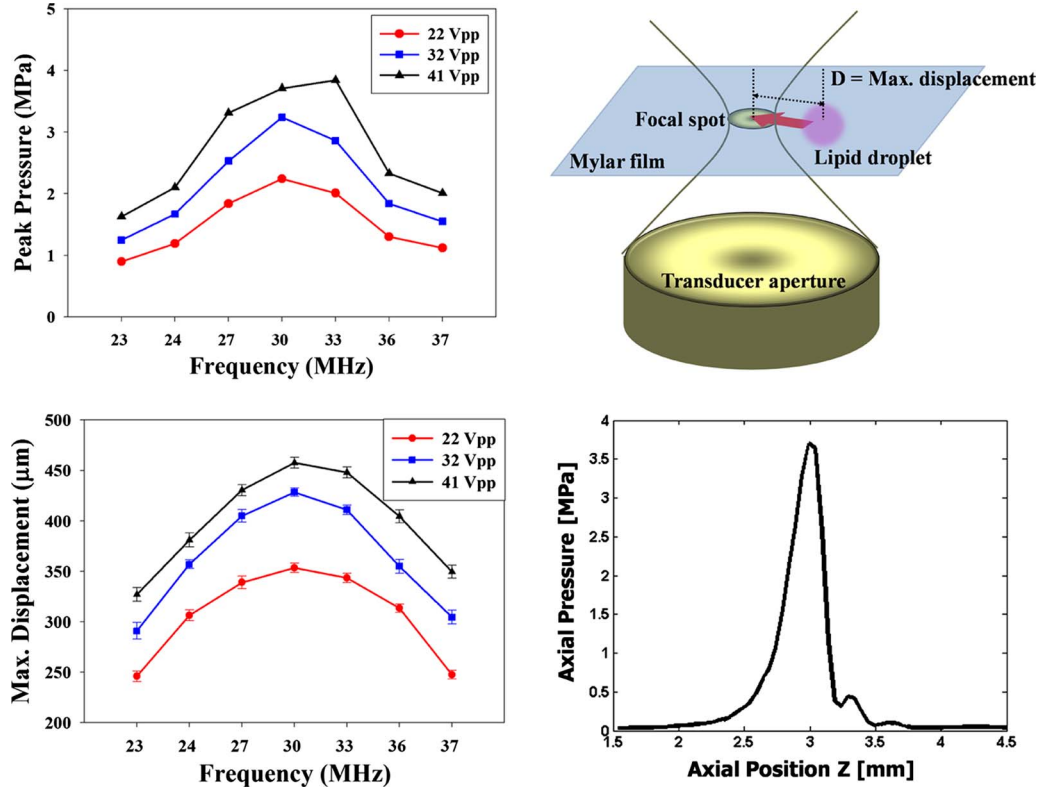 5
4
3
2
1
0
Peak Pressure (MPa)
22 Vpp
32 Vpp
41 Vpp
23 24 27 30 33 36 37
Frequency (MHz)
D = Max. displacement
Focal spot
Mylar film
Lipid droplet
Transducer aperture
500
450
400
350
300
250
200
Max. Displacement (μm)
22 Vpp
32 Vpp
41 Vpp
23 24 27 30 33 36 37
Frequency (MHz)
4
3.5
3
2.5
2
1.5
1
0.5
0
Axial Pressure [MPa]
1.5 2 2.5 3 3.5 4 4.5
Axial Position Z [mm]